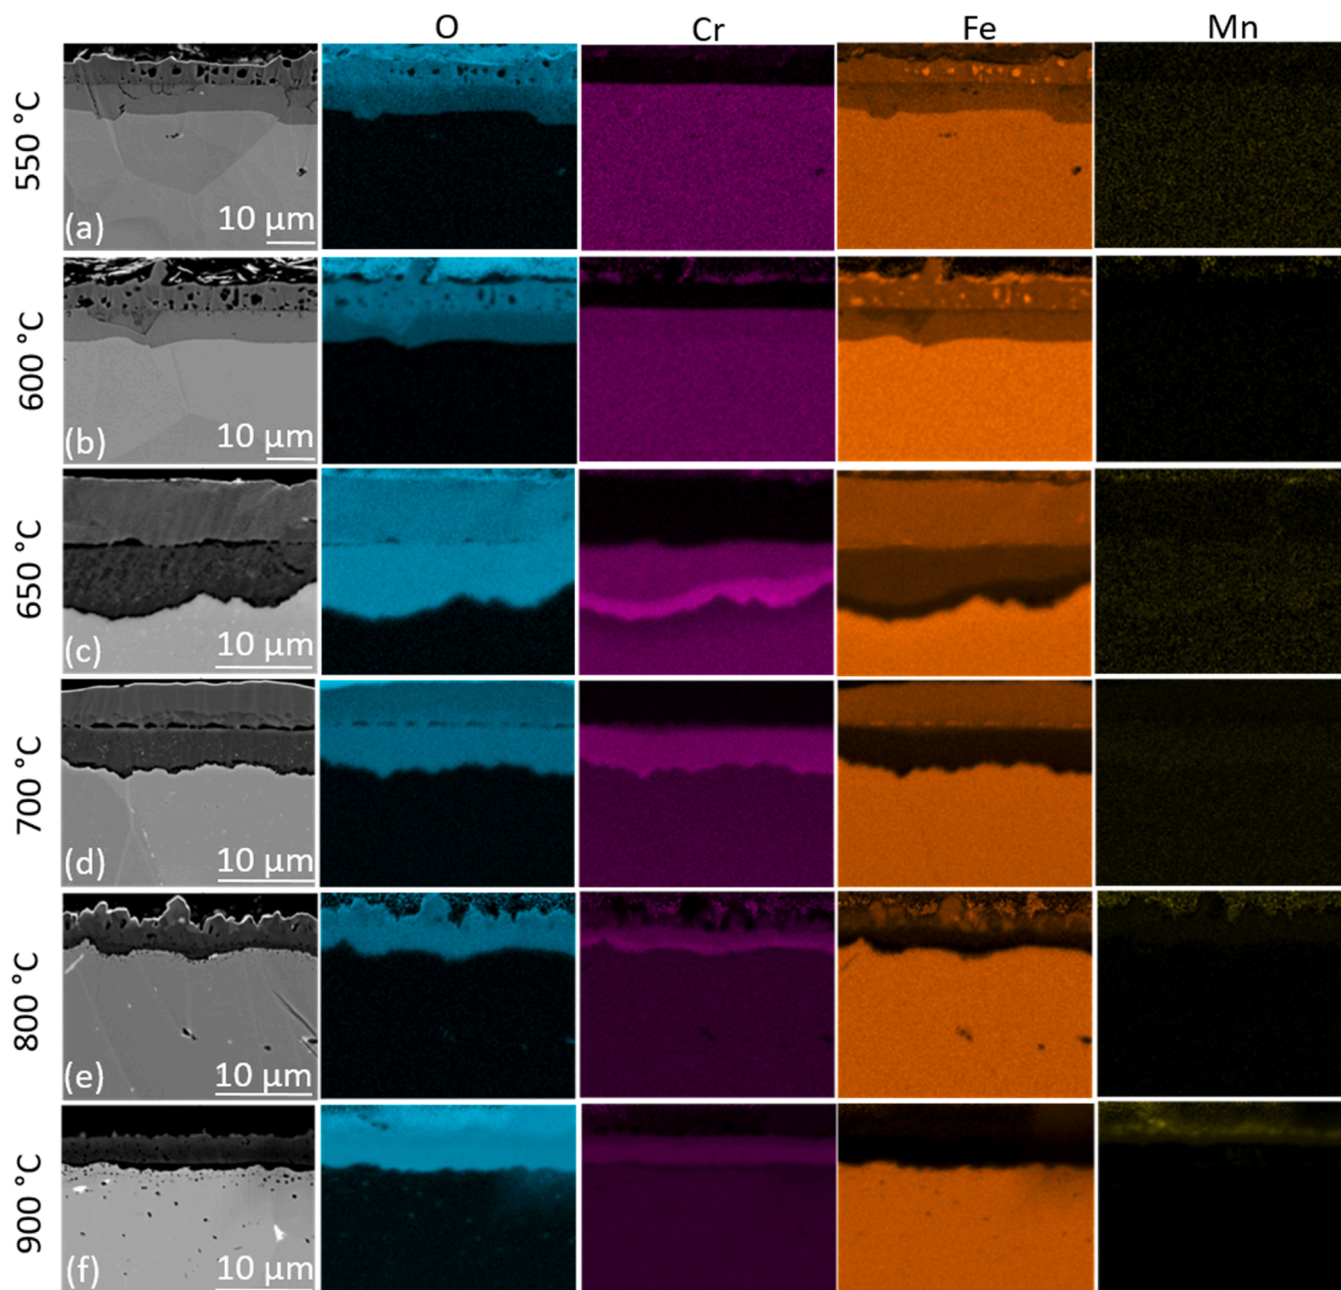 O Cr Fe Mn
550 °C
(a) 10 µm
600 °C
(b) 10 µm
650 °C
(c) 10 µm
700 °C
(d) 10 µm
800 °C
(e) 10 µm
900 °C
(f) 10 µm